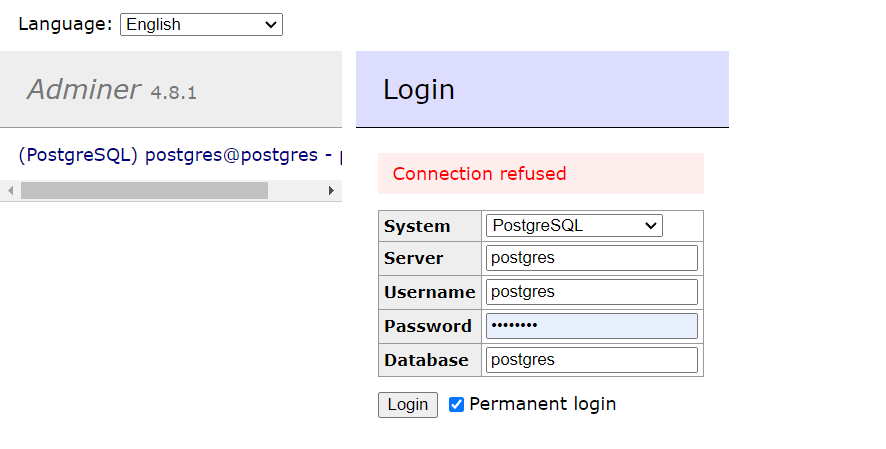 Language: English
Adminer 4.8.1
Login
(PostgreSQL) postgres@postgres -
Connection refused
System PostgreSQL
Server postgres
Username postgres
Password ••••••••
Database postgres
Login Permanent login